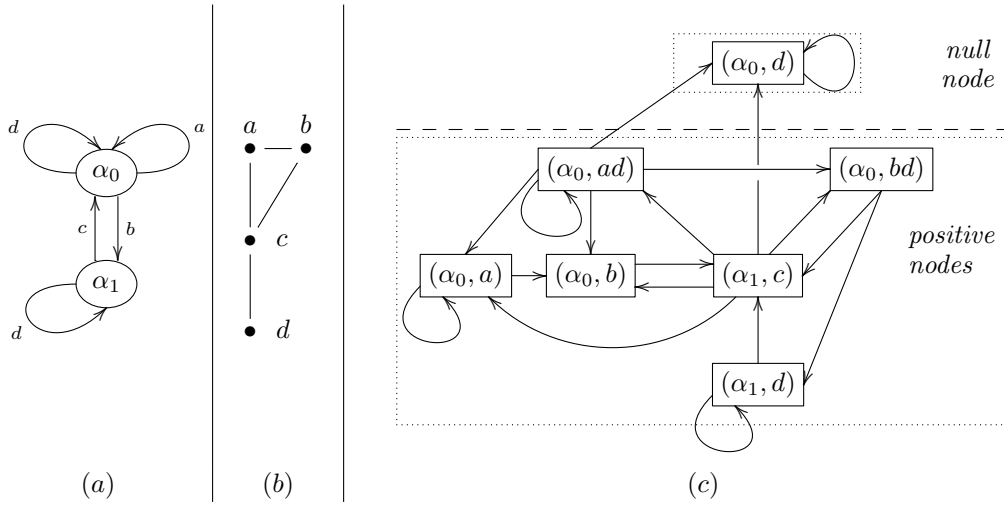 d
a
α₀
c
b
α₁
d
(a)
a
b
c
d
(b)
(α₀, d)
null
node
(α₀, ad)
(α₀, bd)
positive
nodes
(α₀, a)
(α₀, b)
(α₁, c)
(α₁, d)
(c)